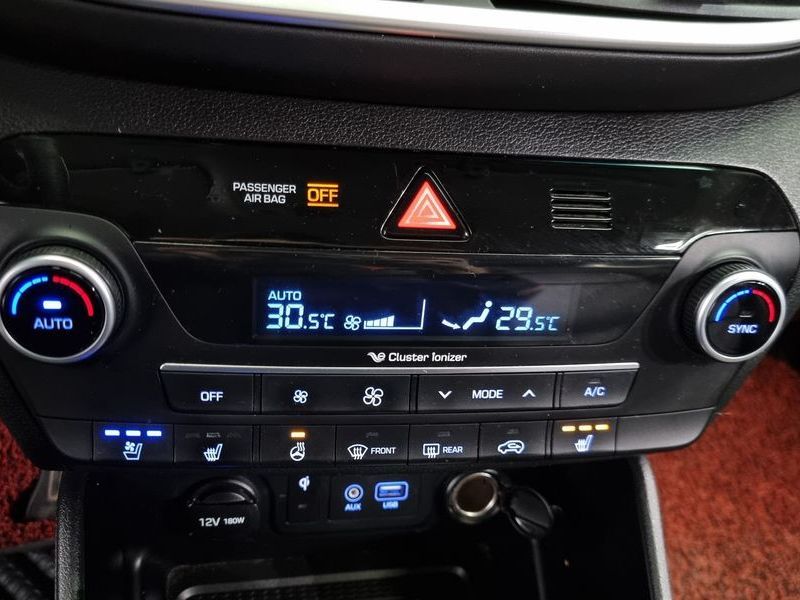 PASSENGER
AIR BAG OFF
AUTO
30.5°C 29.5°C
AUTO
SYNC
Cluster Ionizer
OFF MODE A/C
FRONT REAR
12V 180W
qi
AUX USB